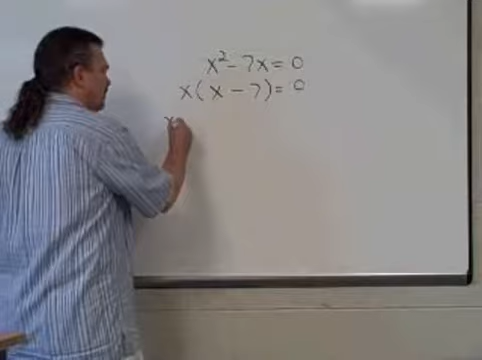 x² - 7x = 0
x(x - 7) = 0
x